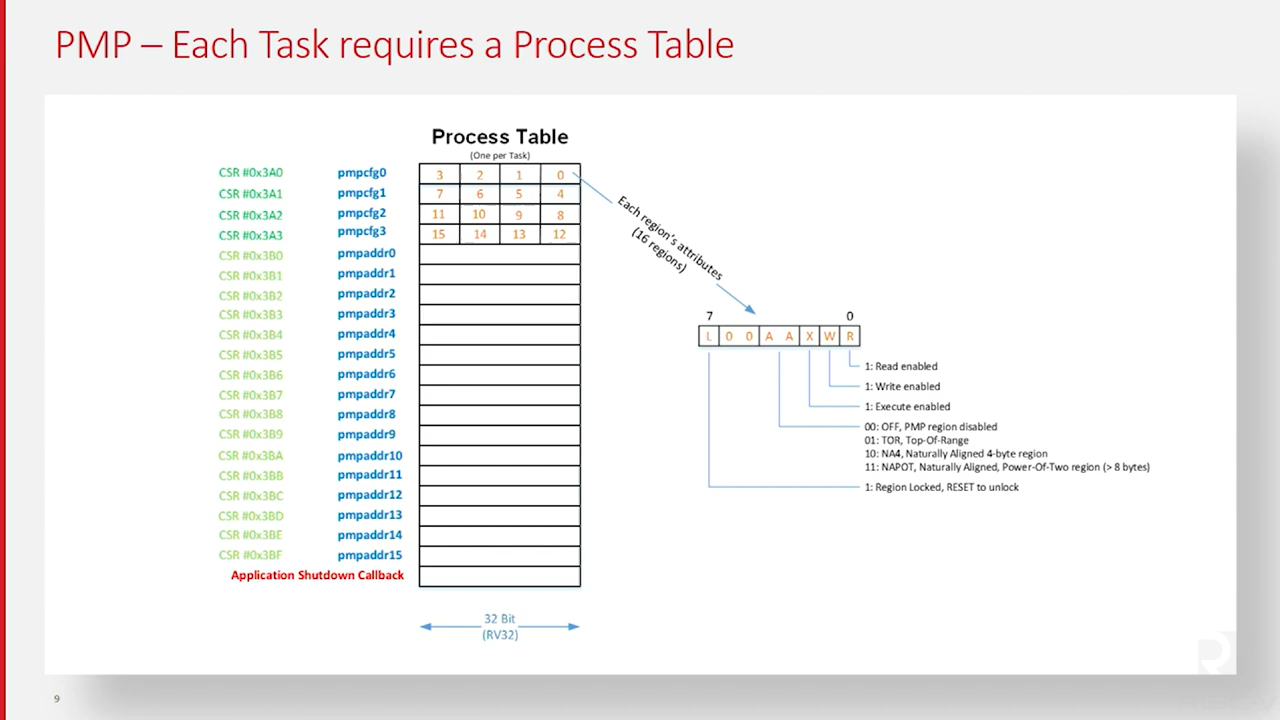 PMP – Each Task requires a Process Table
Process Table
(One per Task)
CSR #0x3A0 pmpcfg0 3 2 1 0
CSR #0x3A1 pmpcfg1 7 6 5 4
CSR #0x3A2 pmpcfg2 11 10 9 8
CSR #0x3A3 pmpcfg3 15 14 13 12
CSR #0x3B0 pmpaddr0
CSR #0x3B1 pmpaddr1
CSR #0x3B2 pmpaddr2
CSR #0x3B3 pmpaddr3
CSR #0x3B4 pmpaddr4
CSR #0x3B5 pmpaddr5
CSR #0x3B6 pmpaddr6
CSR #0x3B7 pmpaddr7
CSR #0x3B8 pmpaddr8
CSR #0x3B9 pmpaddr9
CSR #0x3BA pmpaddr10
CSR #0x3BB pmpaddr11
CSR #0x3BC pmpaddr12
CSR #0x3BD pmpaddr13
CSR #0x3BE pmpaddr14
CSR #0x3BF pmpaddr15
Application Shutdown Callback
32 Bit
(RV32)
Each region's attributes
(16 regions)
7 0
L 0 0 A A X W R
1: Read enabled
1: Write enabled
1: Execute enabled
00: OFF, PMP region disabled
01: TOR, Top-Of-Range
10: NA4, Naturally Aligned 4-byte region
11: NAPOT, Naturally Aligned, Power-Of-Two region (> 8 bytes)
1: Region Locked, RESET to unlock
9